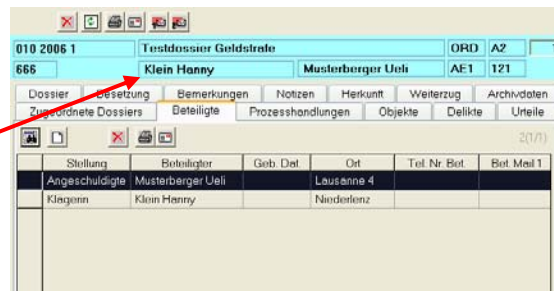 010 2006 1 Testdossier Geldstrafe ORD A2
666 Klein Hanny Musterberger Ueli AE1 121
Dossier Besetzung Bemerkungen Notizen Herkunft Weiterzug Archivdaten
Zugeordnete Dossiers Beteiligte Prozesshandlungen Objekte Delikte Urteile
2(1/1)
Stellung Beteiligter Geb. Dat. Ort Tel. Nr. Bet. Bet. Mail 1
Angeschuldigte Musterberger Ueli Lausanne 4
Klägerin Klein Hanny Niederlenz